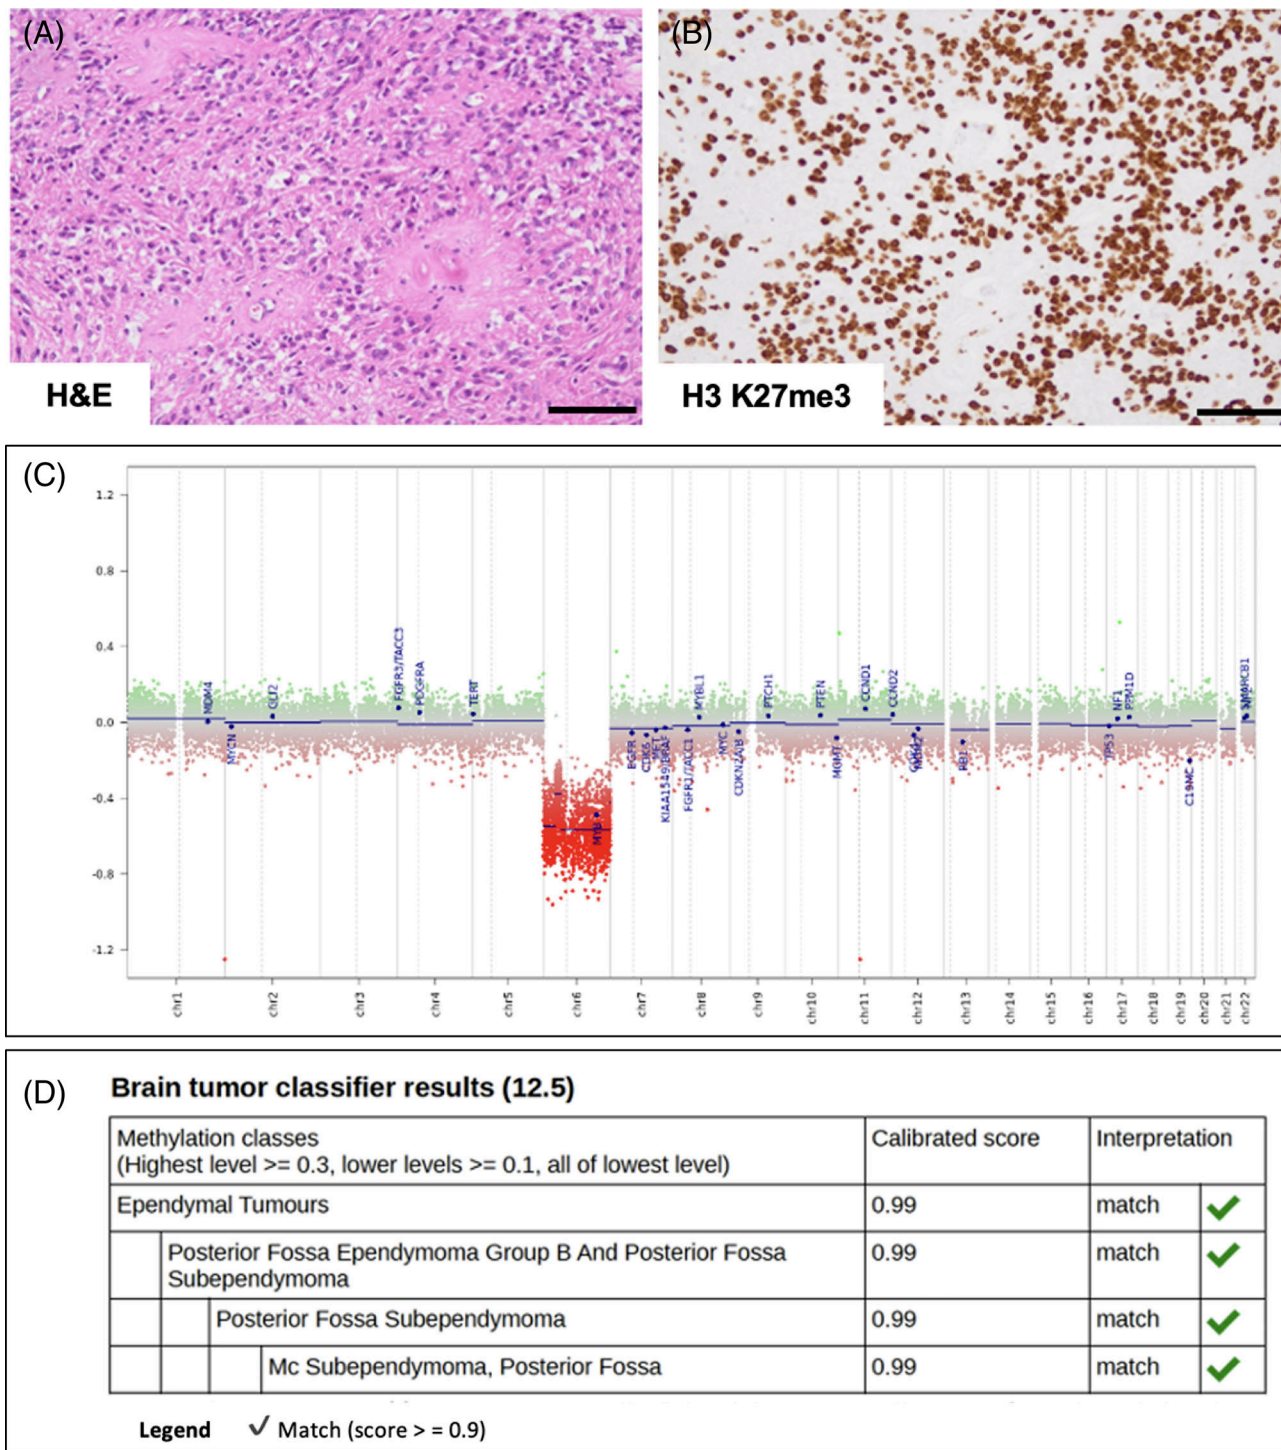 (A)
H&E
(B)
H3 K27me3
(C)
1.2
0.8
0.4
0.0
-0.4
-0.8
-1.2
MDM4
MYCN
GLI2
FGFR3/TACC3
PDGFRA
TERT
MYB
EGFR
CDK6
MET
KIAA1549/BRAF
FGFR1/TACC1
MYBL1
MYC
CDKN2A/B
PTCH1
PTEN
MGMT
CCND1
CCND2
CDK4
MDM2
RB1
TP53
NF1
PPM1D
C19MC
SMARCB1
chr1
chr2
chr3
chr4
chr5
chr6
chr7
chr8
chr9
chr10
chr11
chr12
chr13
chr14
chr15
chr16
chr17
chr18
chr19
chr20
chr21
chr22
(D)
Brain tumor classifier results (12.5)
Methylation classes
(Highest level >= 0.3, lower levels >= 0.1, all of lowest level)
Calibrated score
Interpretation
Ependymal Tumours
0.99
match
Posterior Fossa Ependymoma Group B And Posterior Fossa
Subependymoma
0.99
match
Posterior Fossa Subependymoma
0.99
match
Mc Subependymoma, Posterior Fossa
0.99
match
Legend
Match (score > = 0.9)